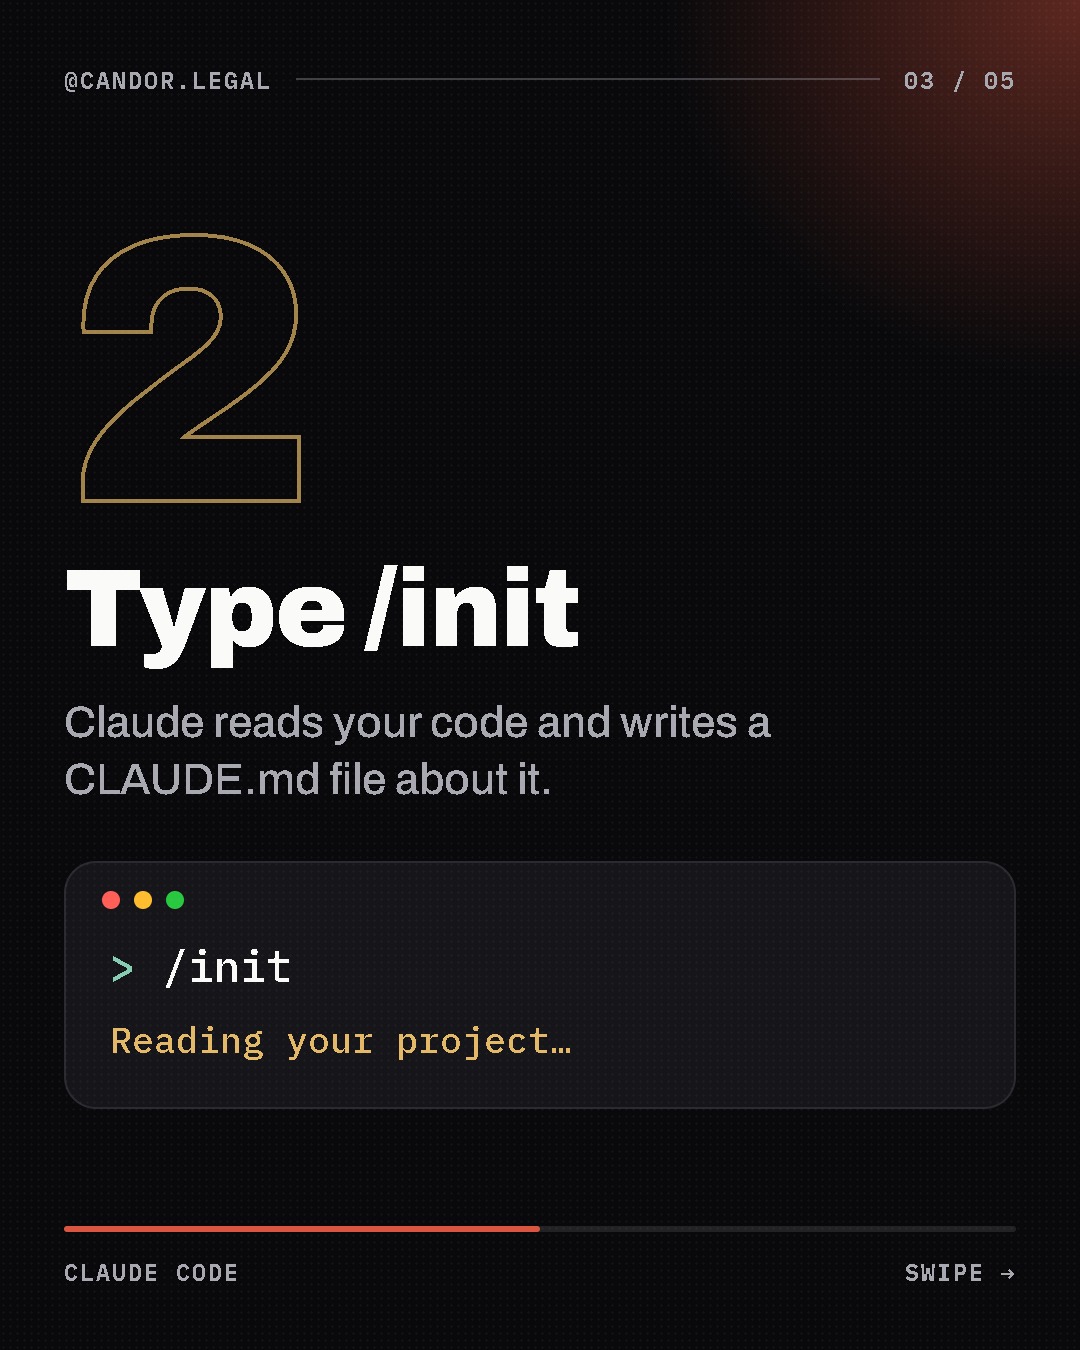 @CANDOR.LEGAL
03 / 05
2
Type /init
Claude reads your code and writes a
CLAUDE.md file about it.
> /init
Reading your project…
CLAUDE CODE
SWIPE →